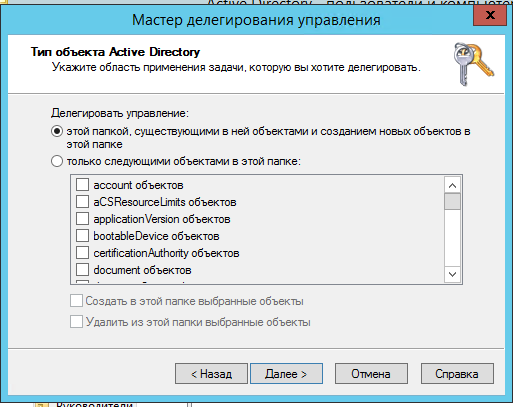 Active Directory - пользователи и компьютер
Мастер делегирования управления
x
Тип объекта Active Directory
Укажите область применения задачи, которую вы хотите делегировать.
Делегировать управление:
этой папкой, существующими в ней объектами и созданием новых объектов в
этой папке
только следующими объектами в этой папке:
account объектов
aCSResourceLimits объектов
applicationVersion объектов
bootableDevice объектов
certificationAuthority объектов
document объектов
Создать в этой папке выбранные объекты
Удалить из этой папки выбранные объекты
< Назад
Далее >
Отмена
Справка
Руководители